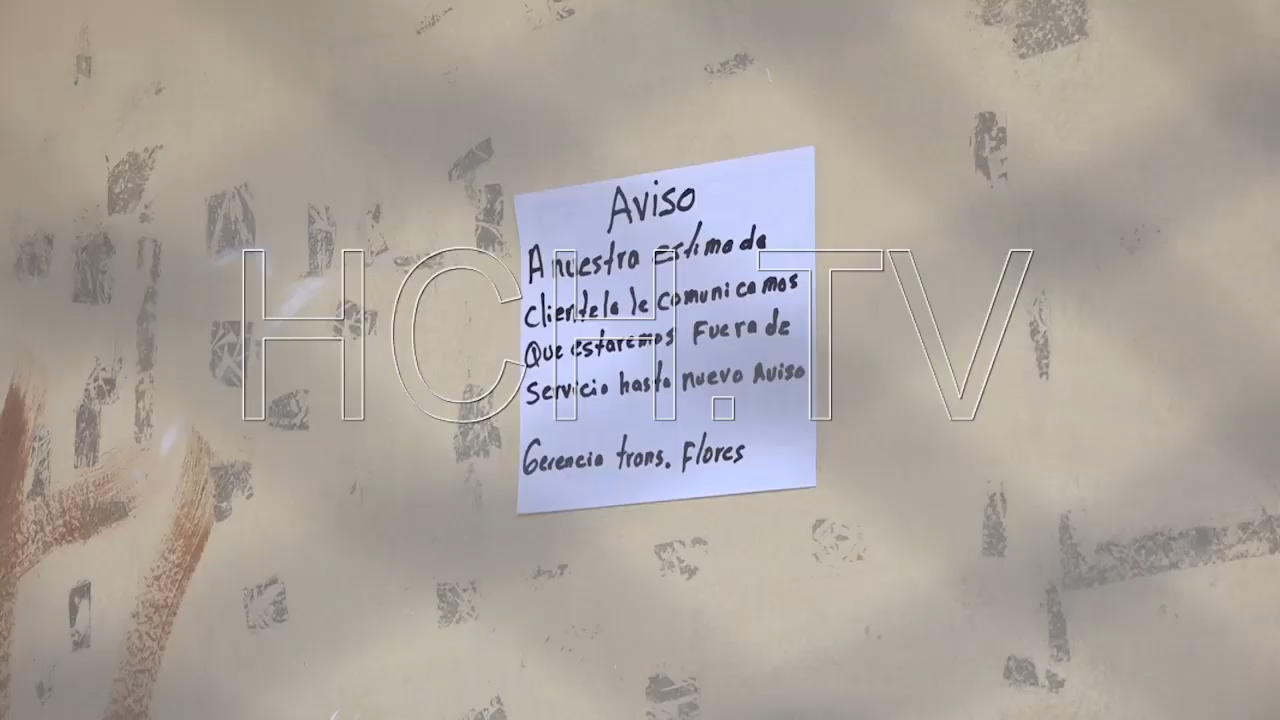 Aviso
A nuestra estimada
Clientela le comunicamos
Que estaremos Fuera de
Servicio hasta nuevo Aviso
Gerencia trans. Flores
HCH.TV